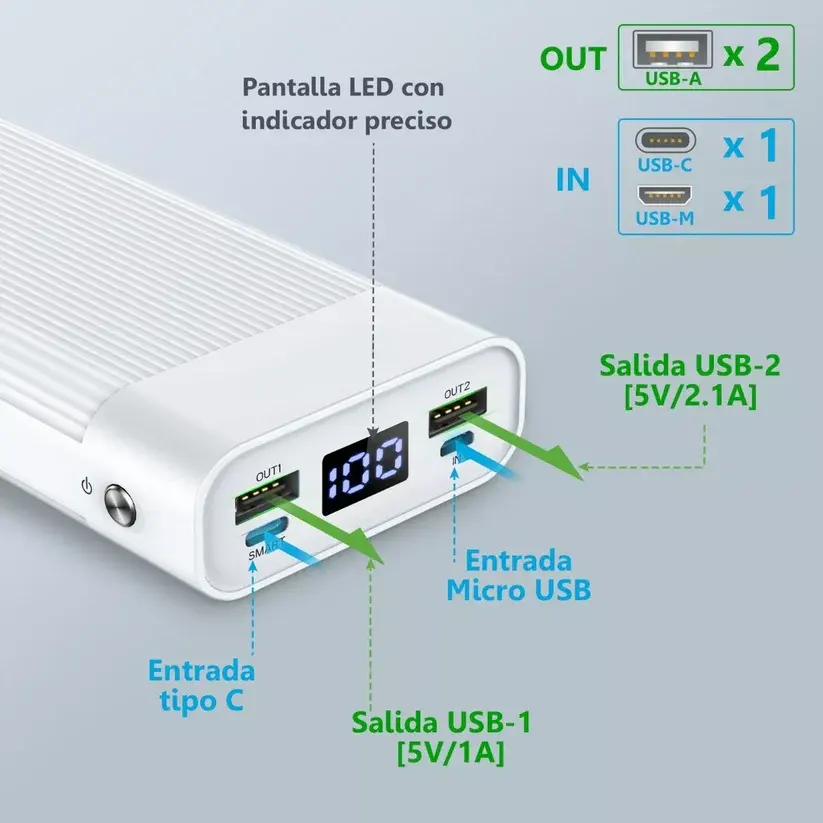 OUT
USB-A
x 2
IN
USB-C
x 1
USB-M
x 1
Pantalla LED con
indicador preciso
Salida USB-2
[5V/2.1A]
OUT2
IN
OUT1
100
SMART
Entrada
Micro USB
Entrada
tipo C
Salida USB-1
[5V/1A]